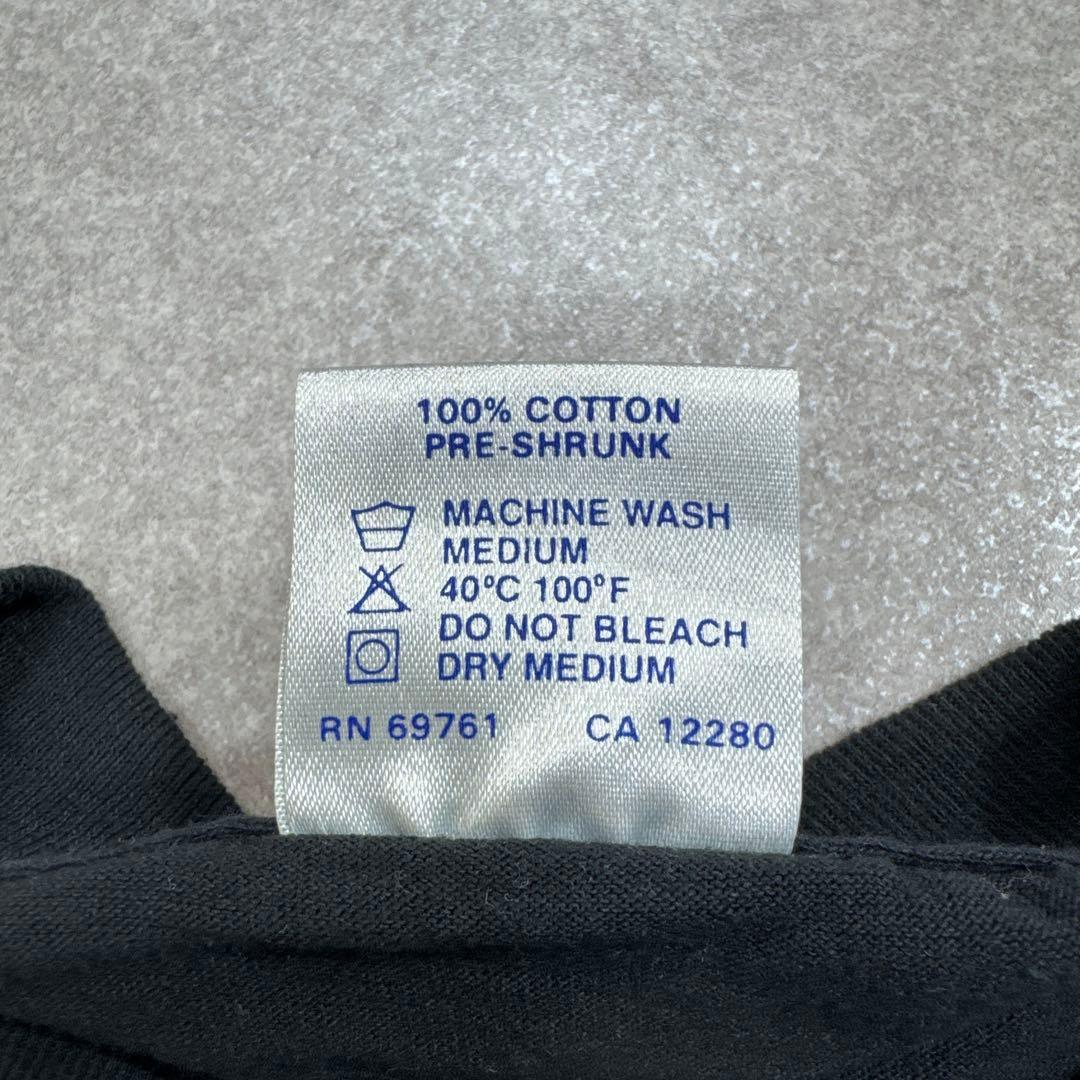 100% COTTON
PRE-SHRUNK
MACHINE WASH
MEDIUM
40°C 100°F
DO NOT BLEACH
DRY MEDIUM
RN 69761 CA 12280